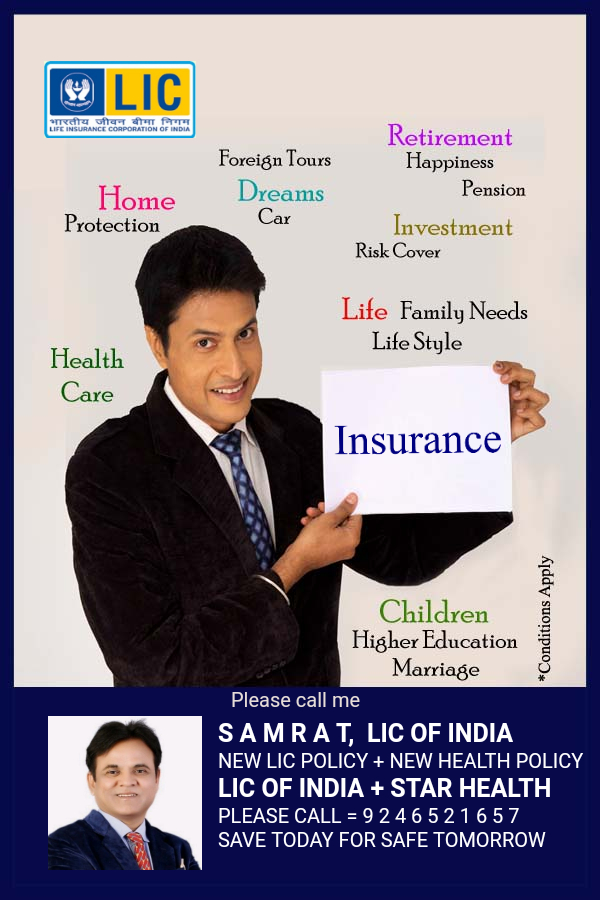 LIC
भारतीय जीवन बीमा निगम
LIFE INSURANCE CORPORATION OF INDIA
Retirement
Happiness
Pension
Foreign Tours
Dreams
Car
Home
Protection
Investment
Risk Cover
Life Family Needs
Life Style
Health
Care
Insurance
Children
Higher Education
Marriage
*Conditions Apply
Please call me
S A M R A T, LIC OF INDIA
NEW LIC POLICY + NEW HEALTH POLICY
LIC OF INDIA + STAR HEALTH
PLEASE CALL = 9 2 4 6 5 2 1 6 5 7
SAVE TODAY FOR SAFE TOMORROW